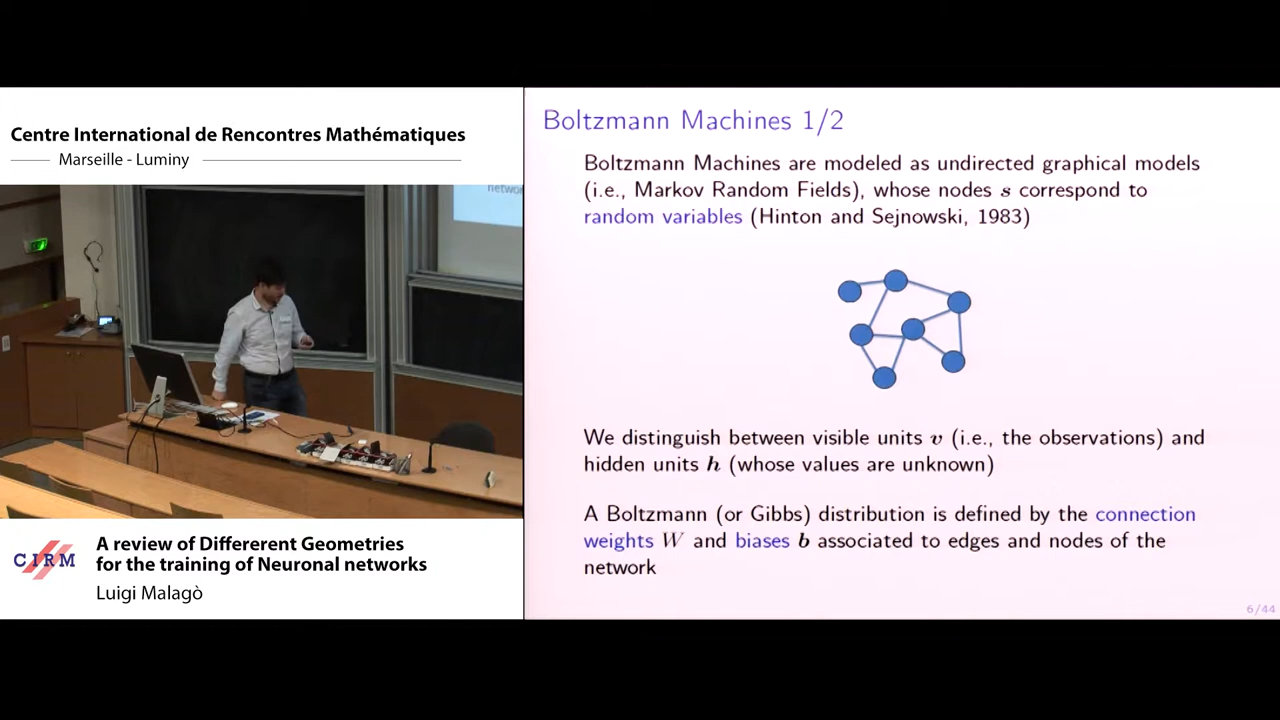 Centre International de Rencontres Mathématiques
Marseille - Luminy
CIRM
A review of Differerent Geometries
for the training of Neuronal networks
Luigi Malagò
Boltzmann Machines 1/2
Boltzmann Machines are modeled as undirected graphical models
(i.e., Markov Random Fields), whose nodes s correspond to
random variables (Hinton and Sejnowski, 1983)
We distinguish between visible units v (i.e., the observations) and
hidden units h (whose values are unknown)
A Boltzmann (or Gibbs) distribution is defined by the connection
weights W and biases b associated to edges and nodes of the
network
6/44